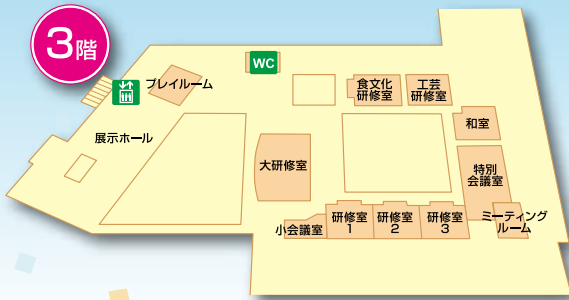 3階
プレイルーム
WC
食文化
研修室
工芸
研修室
和室
展示ホール
大研修室
特別
会議室
小会議室
研修室
1
研修室
2
研修室
3
ミーティング
ルーム